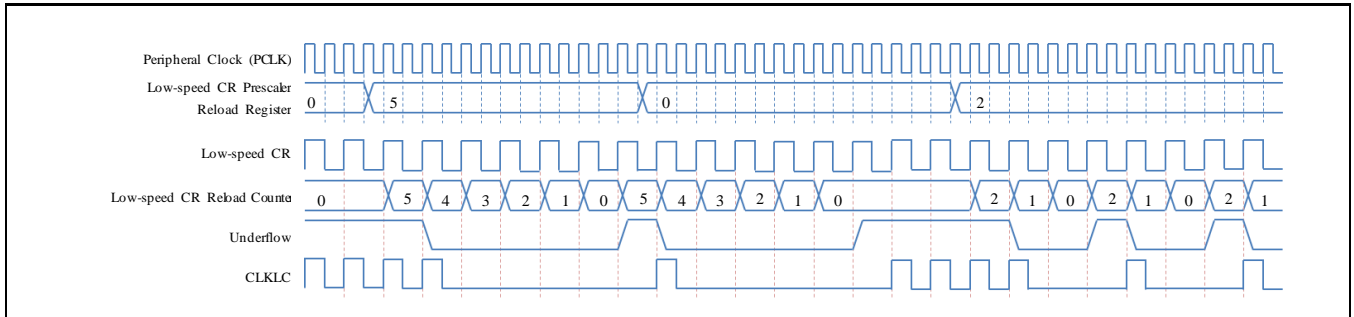 Peripheral Clock (PCLK)
Low-speed CR Prescaler
Reload Register
0 5 0 2
Low-speed CR
Low-speed CR Reload Counte
0 5 4 3 2 1 0 5 4 3 2 1 0 2 1 0 2 1 0 2 1
Underflow
CLKLC